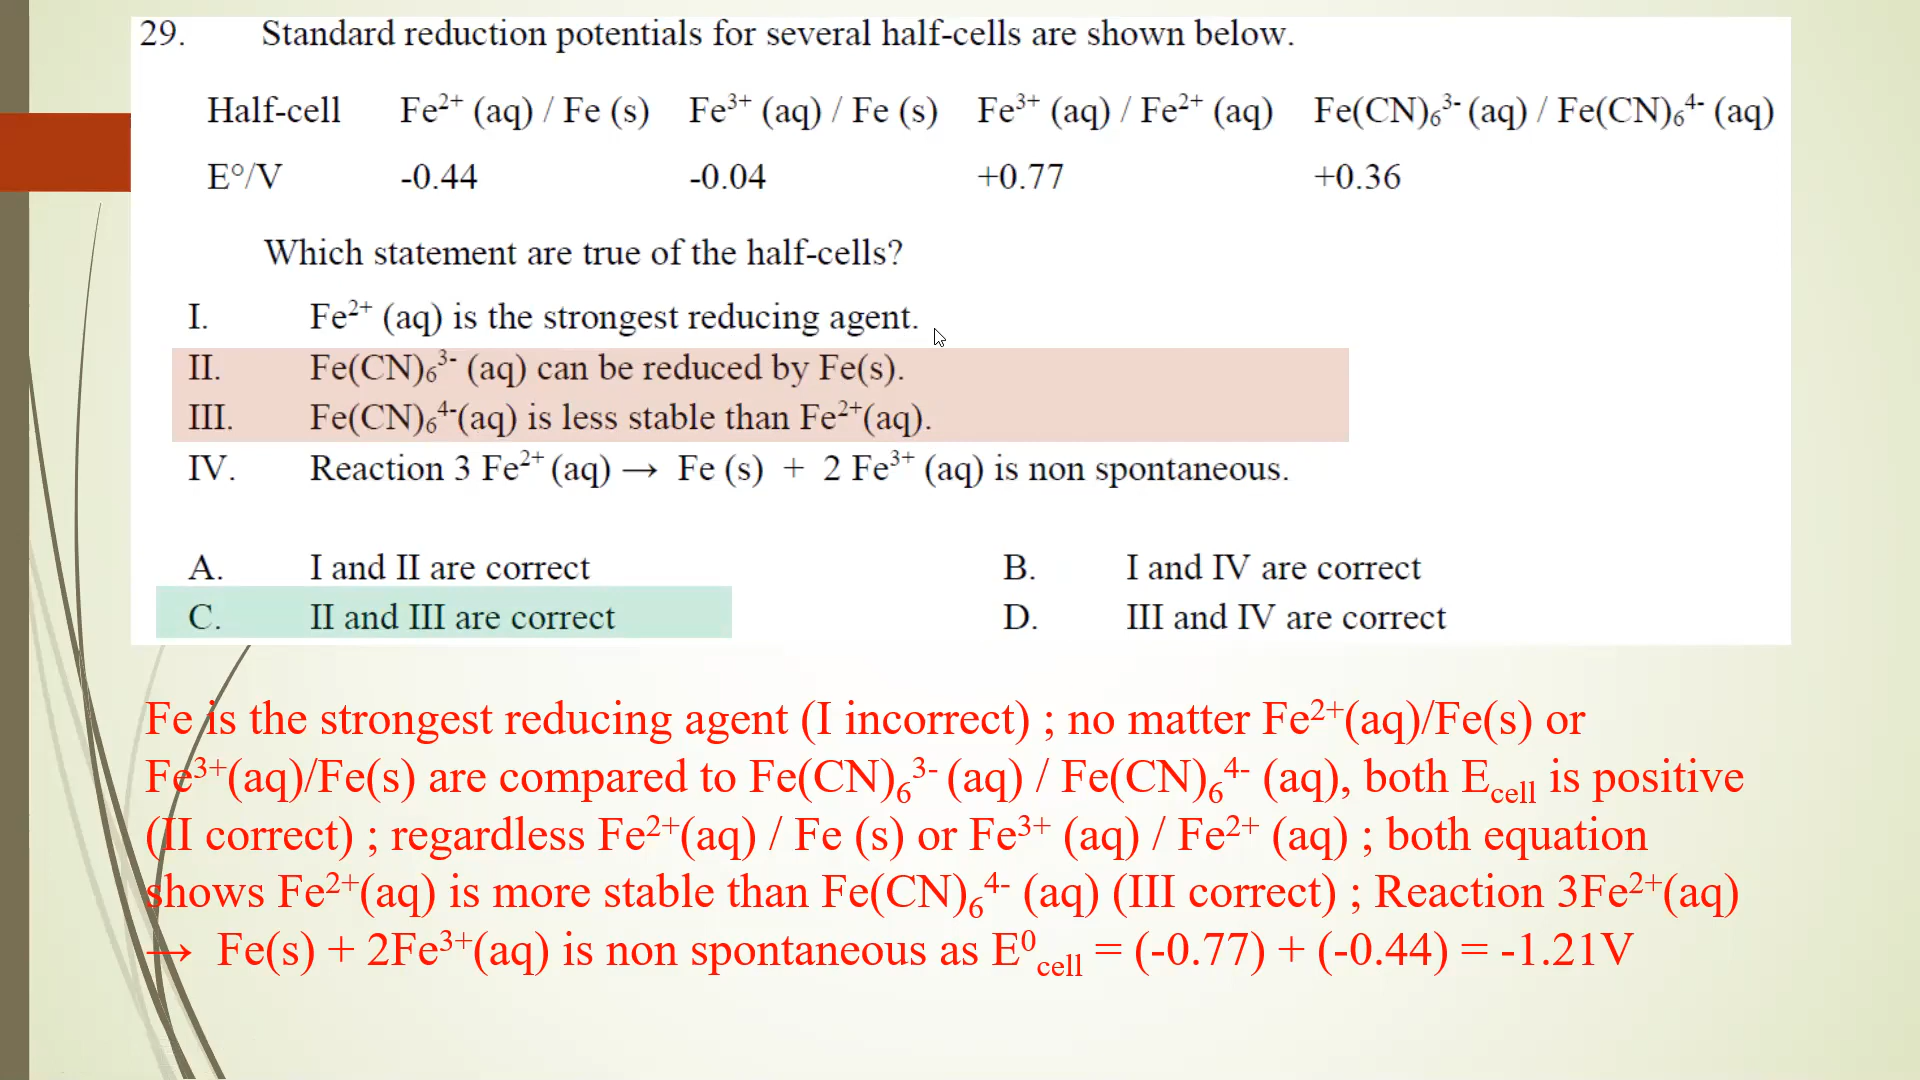 29. Standard reduction potentials for several half-cells are shown below.
Half-cell Fe²⁺ (aq) / Fe (s) Fe³⁺ (aq) / Fe (s) Fe³⁺ (aq) / Fe²⁺ (aq) Fe(CN)₆³⁻ (aq) / Fe(CN)₆⁴⁻ (aq)
E°/V -0.44 -0.04 +0.77 +0.36
Which statement are true of the half-cells?
I. Fe²⁺ (aq) is the strongest reducing agent.
II. Fe(CN)₆³⁻ (aq) can be reduced by Fe(s).
III. Fe(CN)₆⁴⁻(aq) is less stable than Fe²⁺(aq).
IV. Reaction 3 Fe²⁺ (aq) → Fe (s) + 2 Fe³⁺ (aq) is non spontaneous.
A. I and II are correct B. I and IV are correct
C. II and III are correct D. III and IV are correct
Fe is the strongest reducing agent (I incorrect) ; no matter Fe²⁺(aq)/Fe(s) or
Fe³⁺(aq)/Fe(s) are compared to Fe(CN)₆³⁻ (aq) / Fe(CN)₆⁴⁻ (aq), both E_cell is positive
(II correct) ; regardless Fe²⁺(aq) / Fe (s) or Fe³⁺ (aq) / Fe²⁺ (aq) ; both equation
shows Fe²⁺(aq) is more stable than Fe(CN)₆⁴⁻ (aq) (III correct) ; Reaction 3Fe²⁺(aq)
→ Fe(s) + 2Fe³⁺(aq) is non spontaneous as E⁰_cell = (-0.77) + (-0.44) = -1.21V